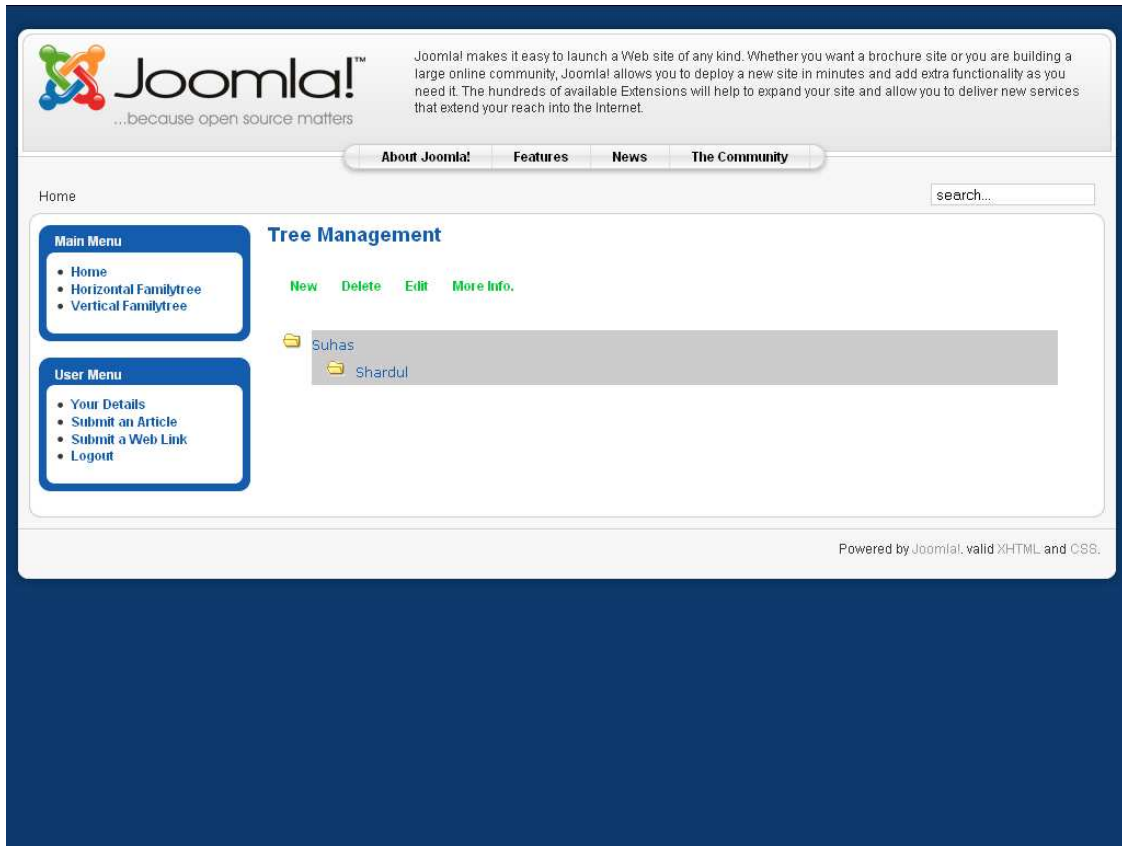 Joomla!™
...because open source matters
Joomla! makes it easy to launch a Web site of any kind. Whether you want a brochure site or you are building a
large online community, Joomla! allows you to deploy a new site in minutes and add extra functionality as you
need it. The hundreds of available Extensions will help to expand your site and allow you to deliver new services
that extend your reach into the Internet.
About Joomla! Features News The Community
Home
search...
Main Menu
Home
Horizontal Familytree
Vertical Familytree
User Menu
Your Details
Submit an Article
Submit a Web Link
Logout
Tree Management
New Delete Edit More Info.
Suhas
Shardul
Powered by Joomla!. valid XHTML and CSS.